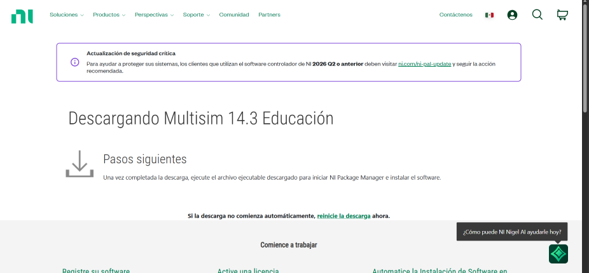 Soluciones Productos Perspectivas Soporte Comunidad Partners Contáctenos
Actualización de seguridad crítica
Para ayudar a proteger sus sistemas, los clientes que utilizan el software controlador de NI 2026 Q2 o anterior deben visitar ni.com/ni-pal-update y seguir la acción
recomendada.
Descargando Multisim 14.3 Educación
Pasos siguientes
Una vez completada la descarga, ejecute el archivo ejecutable descargado para iniciar NI Package Manager e instalar el software.
Si la descarga no comienza automáticamente, reinicie la descarga ahora.
¿Cómo puede NI Nigel AI ayudarle hoy?
Comience a trabajar
Registre su software Active una licencia Automatice la Instalación de Software en